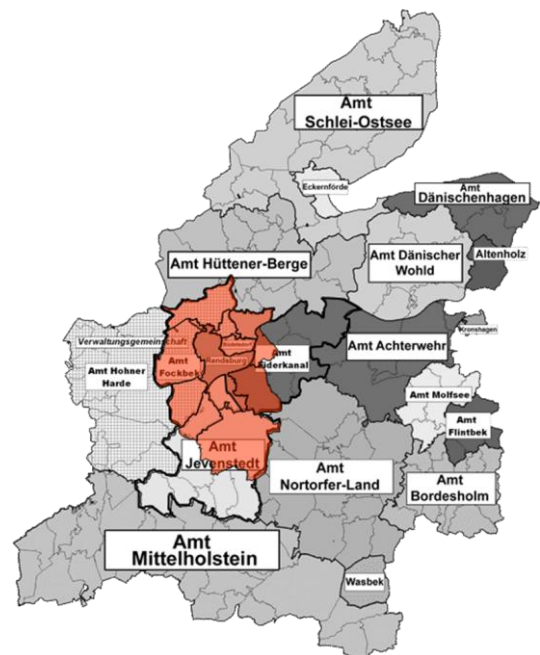 Amt
Schlei-Ostsee
Eckernförde
Amt
Dänischenhagen
Altenholz
Amt Hüttener-Berge
Amt Dänischer
Wohld
Kronshagen
Verwaltungsgemeinschaft
Amt Hohner
Harde
Amt
Fockbek
Büdelsdorf
Rendsburg
Amt
Eiderkanal
Amt Achterwehr
Amt Molfsee
Amt
Flintbek
Amt
Jevenstedt
Amt
Nortorfer-Land
Amt
Bordesholm
Amt
Mittelholstein
Wasbek